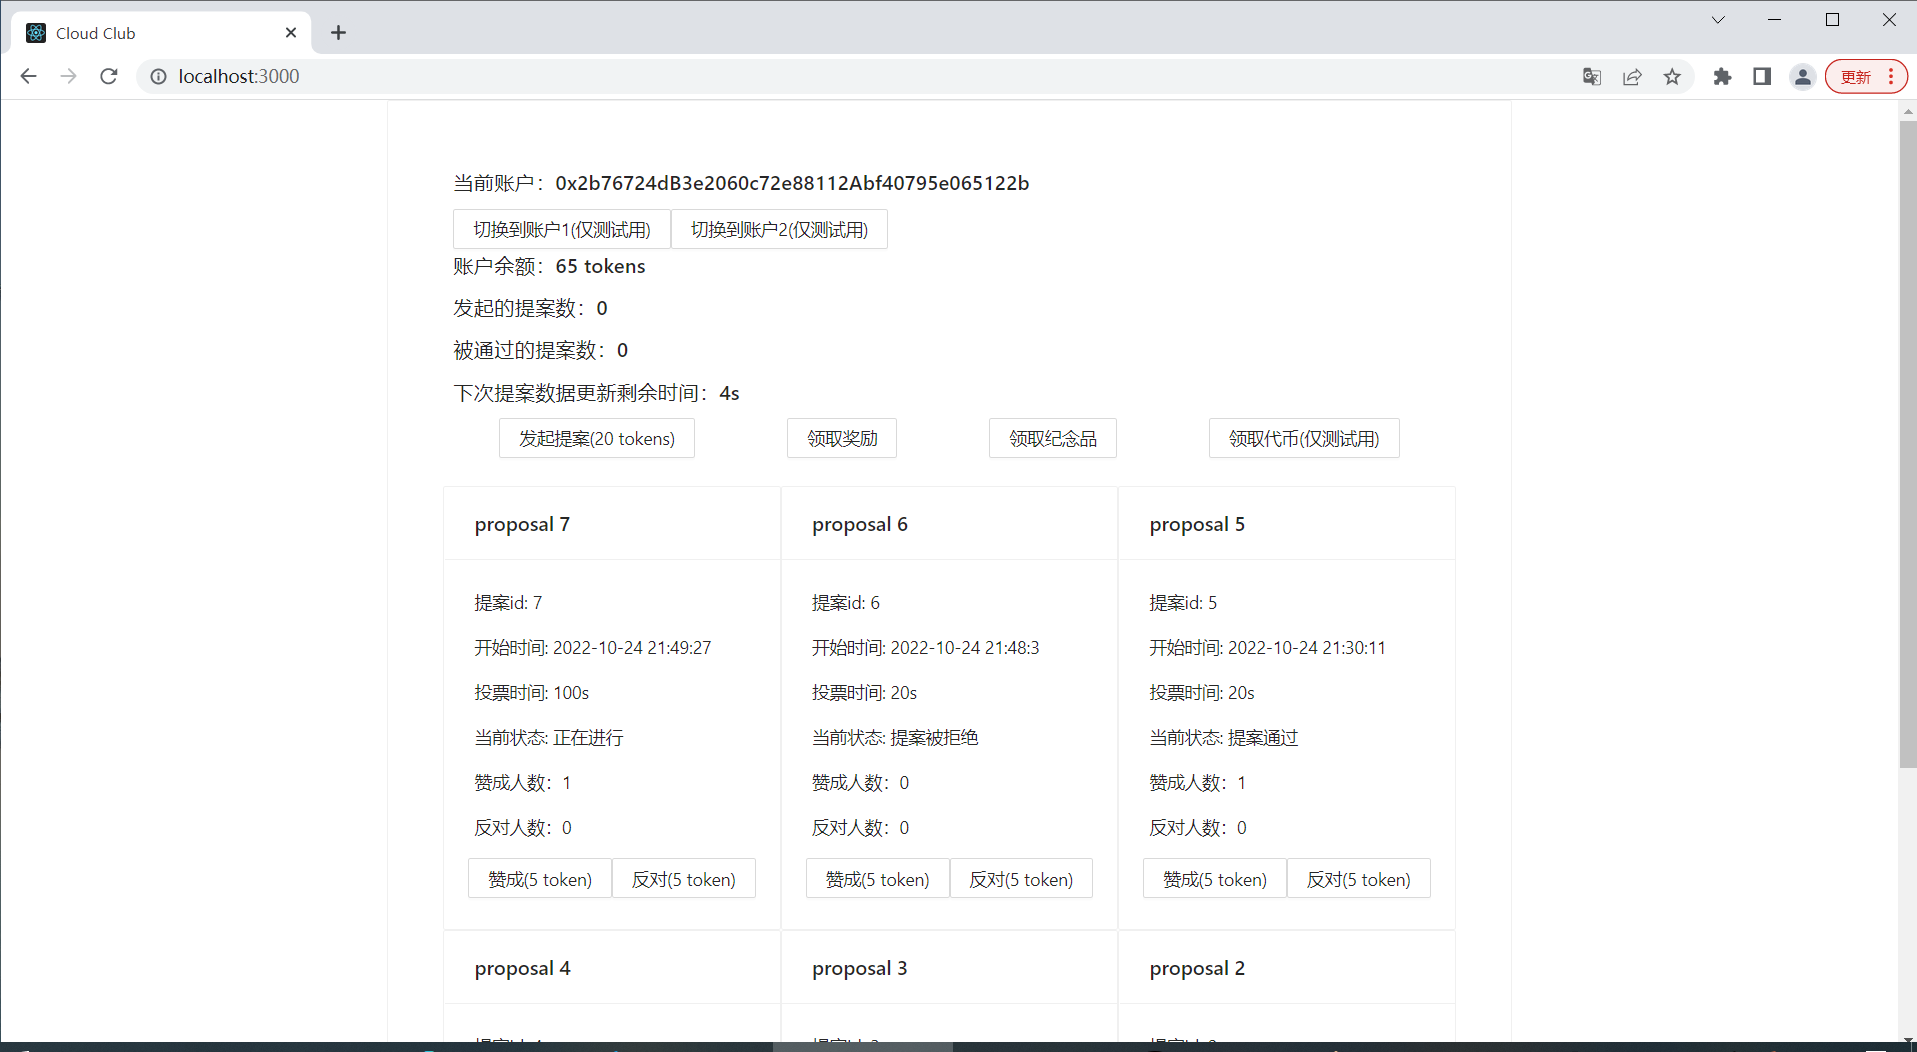 Cloud Club
localhost:3000
更新
当前账户：0x2b76724dB3e2060c72e88112Abf40795e065122b
切换到账户1(仅测试用) 切换到账户2(仅测试用)
账户余额：65 tokens
发起的提案数：0
被通过的提案数：0
下次提案数据更新剩余时间：4s
发起提案(20 tokens) 领取奖励 领取纪念品 领取代币(仅测试用)
proposal 7
提案id: 7
开始时间: 2022-10-24 21:49:27
投票时间: 100s
当前状态: 正在进行
赞成人数：1
反对人数：0
赞成(5 token) 反对(5 token)
proposal 6
提案id: 6
开始时间: 2022-10-24 21:48:3
投票时间: 20s
当前状态: 提案被拒绝
赞成人数：0
反对人数：0
赞成(5 token) 反对(5 token)
proposal 5
提案id: 5
开始时间: 2022-10-24 21:30:11
投票时间: 20s
当前状态: 提案通过
赞成人数：1
反对人数：0
赞成(5 token) 反对(5 token)
proposal 4
proposal 3
proposal 2